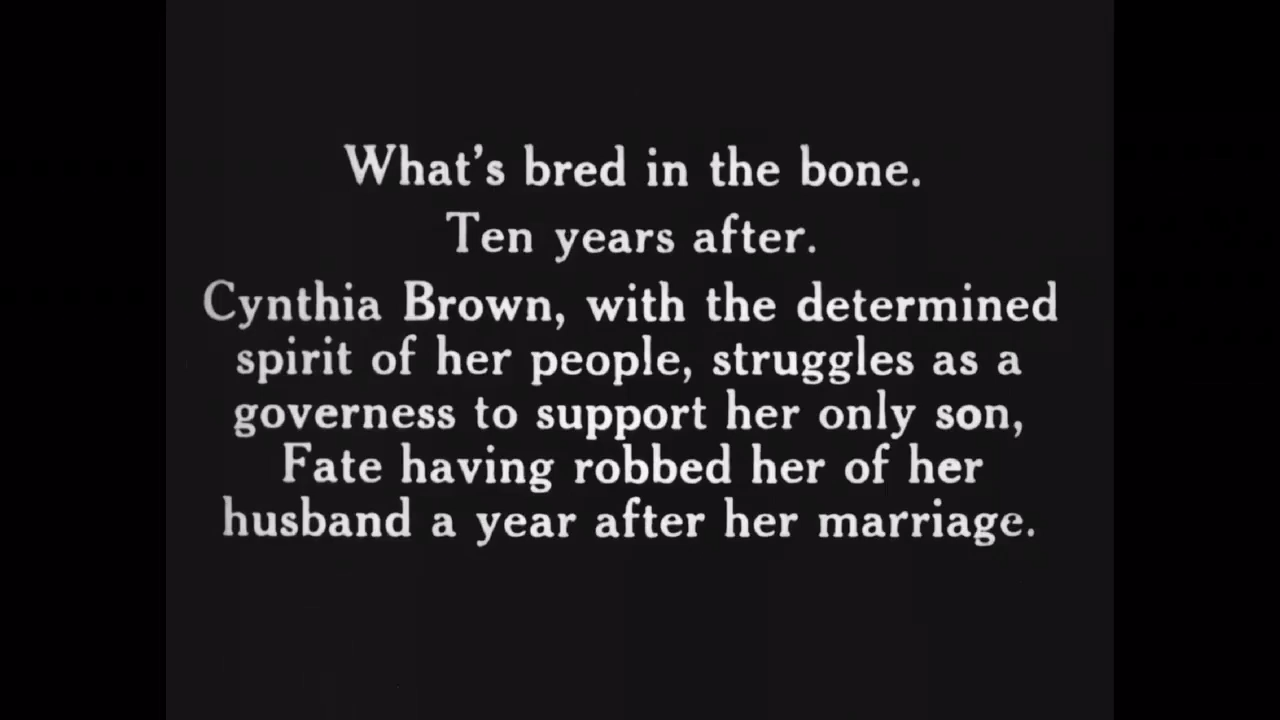 What's bred in the bone.
Ten years after.
Cynthia Brown, with the determined
spirit of her people, struggles as a
governess to support her only son,
Fate having robbed her of her
husband a year after her marriage.